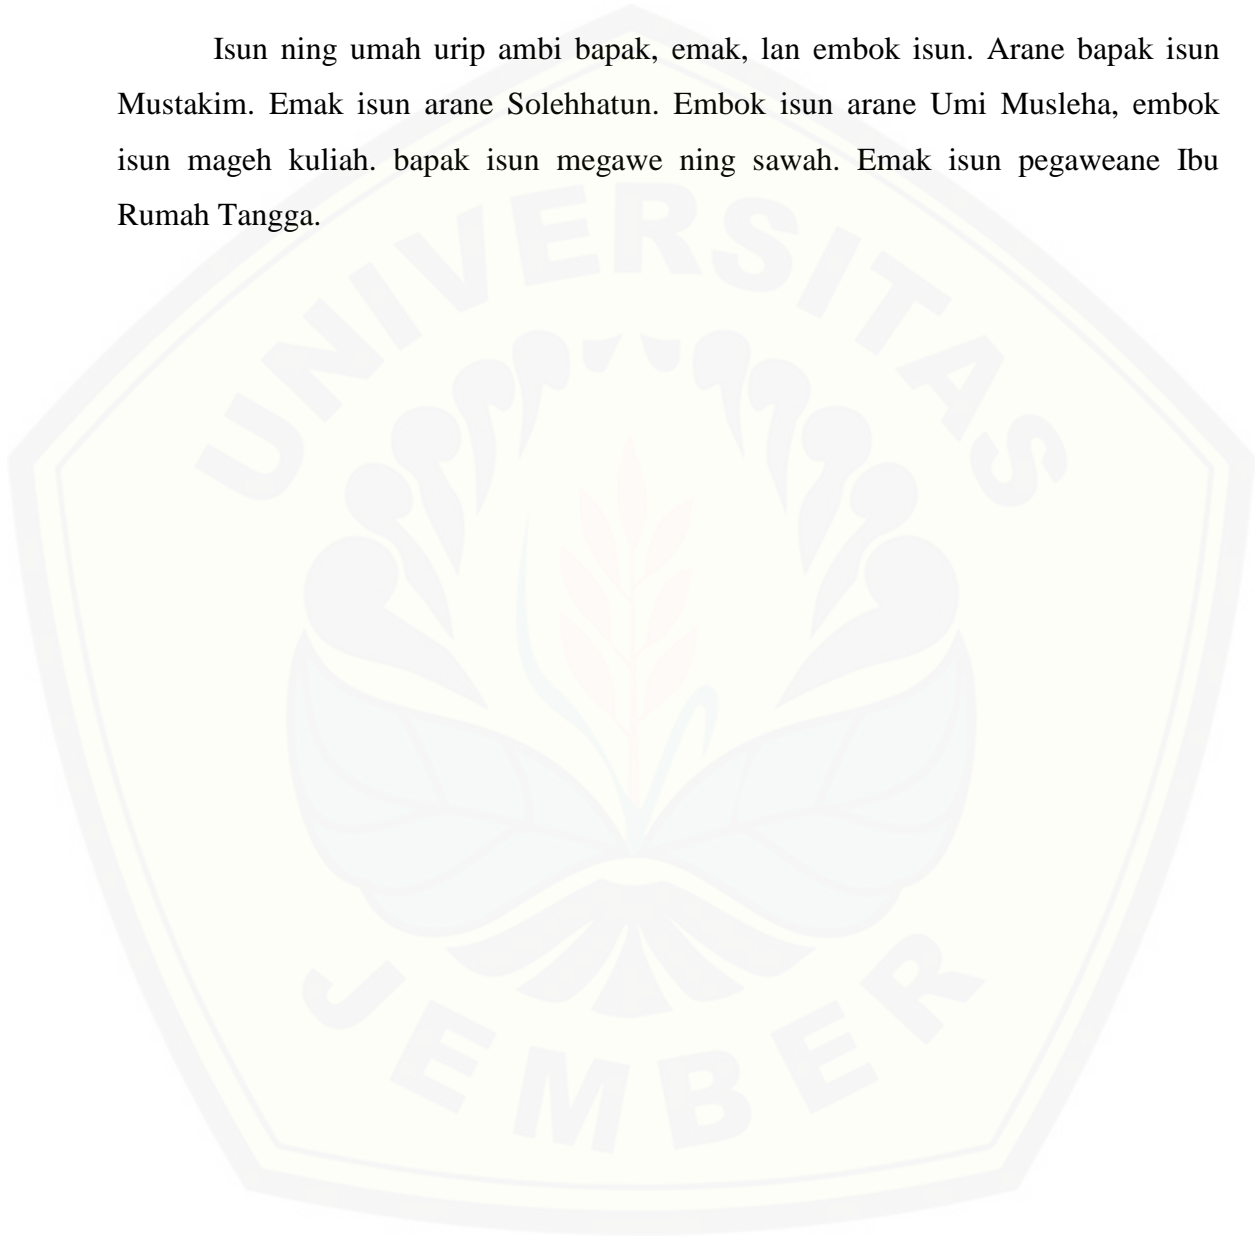 Isun ning umah urip ambi bapak, emak, lan embok isun. Arane bapak isun
Mustakim. Emak isun arane Solehhatun. Embok isun arane Umi Musleha, embok
isun mageh kuliah. bapak isun megawe ning sawah. Emak isun pegaweane Ibu
Rumah Tangga.
UNIVERSITAS
JEMBER